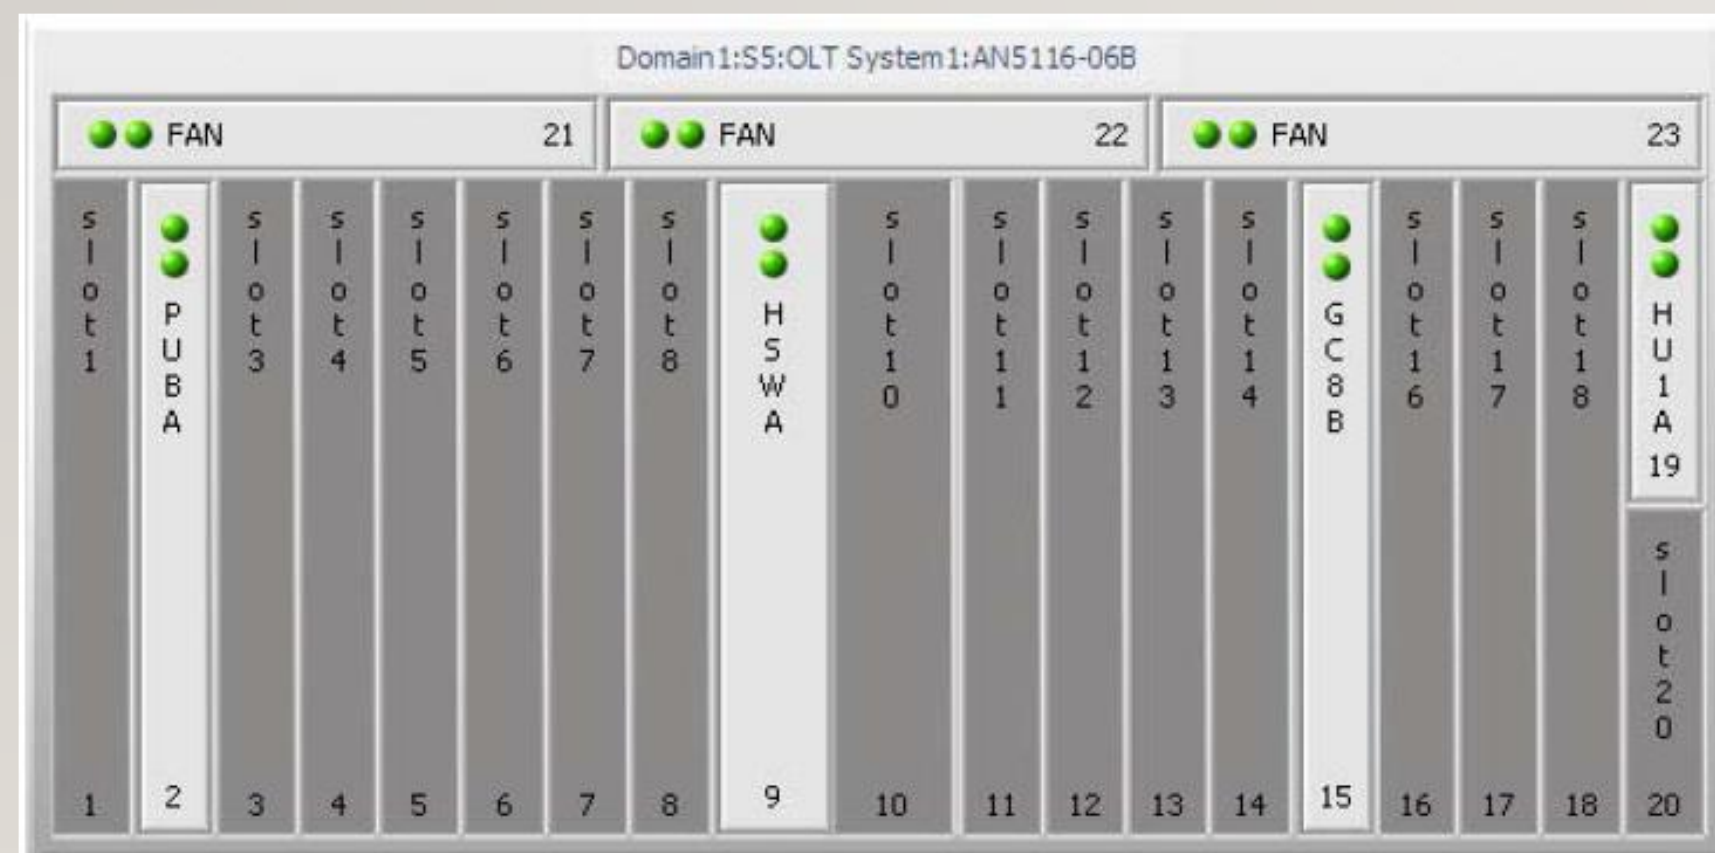 Domain1:S5:OLT System1:AN5116-06B
FAN 21
FAN 22
FAN 23
slot1 1
PUBA 2
slot3 3
slot4 4
slot5 5
slot6 6
slot7 7
slot8 8
HSWA 9
slot10 10
slot11 11
slot12 12
slot13 13
slot14 14
GC8B 15
slot16 16
slot17 17
slot18 18
HU1A 19
slot20 20